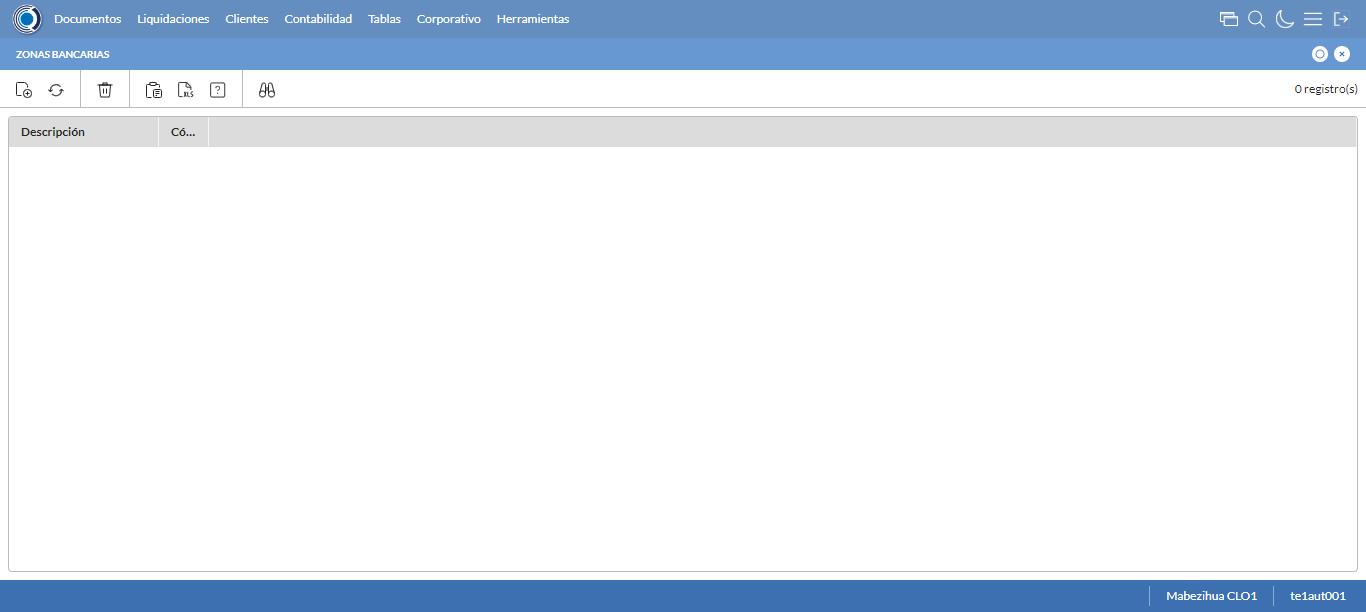 Documentos Liquidaciones Clientes Contabilidad Tablas Corporativo Herramientas
ZONAS BANCARIAS
XLS ? 0 registro(s)
Descripción Có...
Mabezihua CLO1 te1aut001